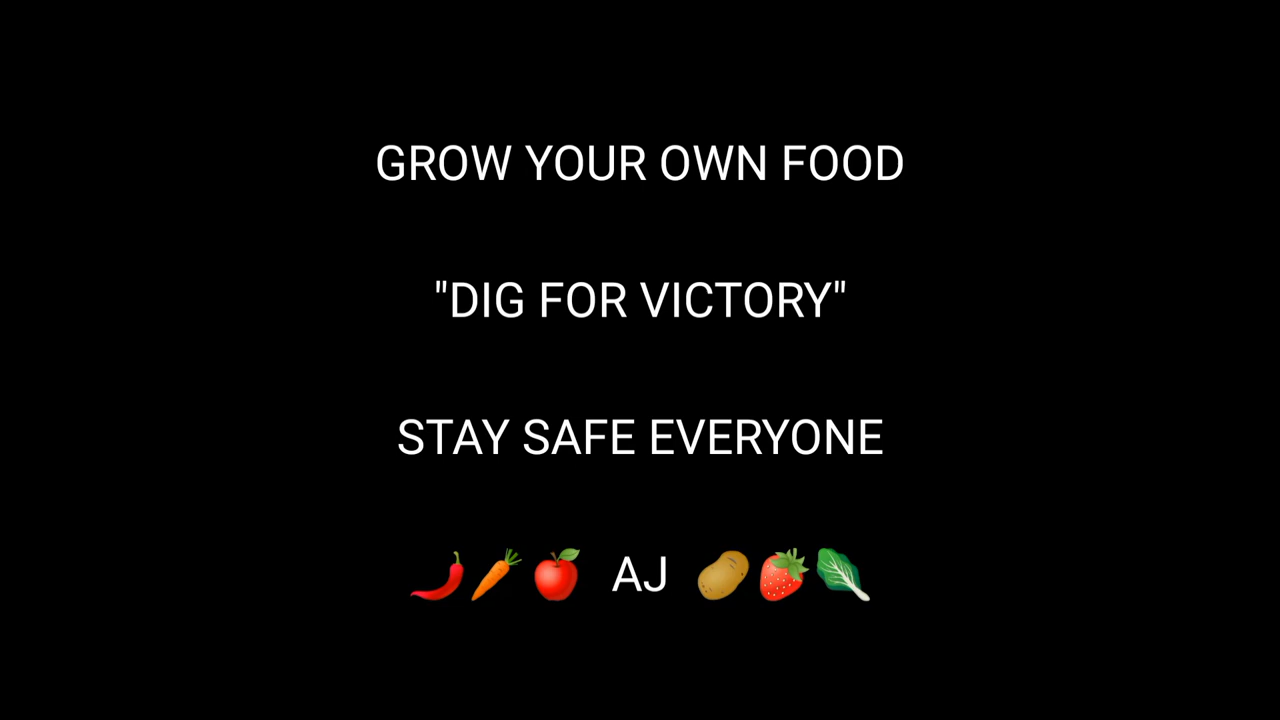 GROW YOUR OWN FOOD
"DIG FOR VICTORY"
STAY SAFE EVERYONE
🌶️🥕🍎 AJ 🥔🍓🥬